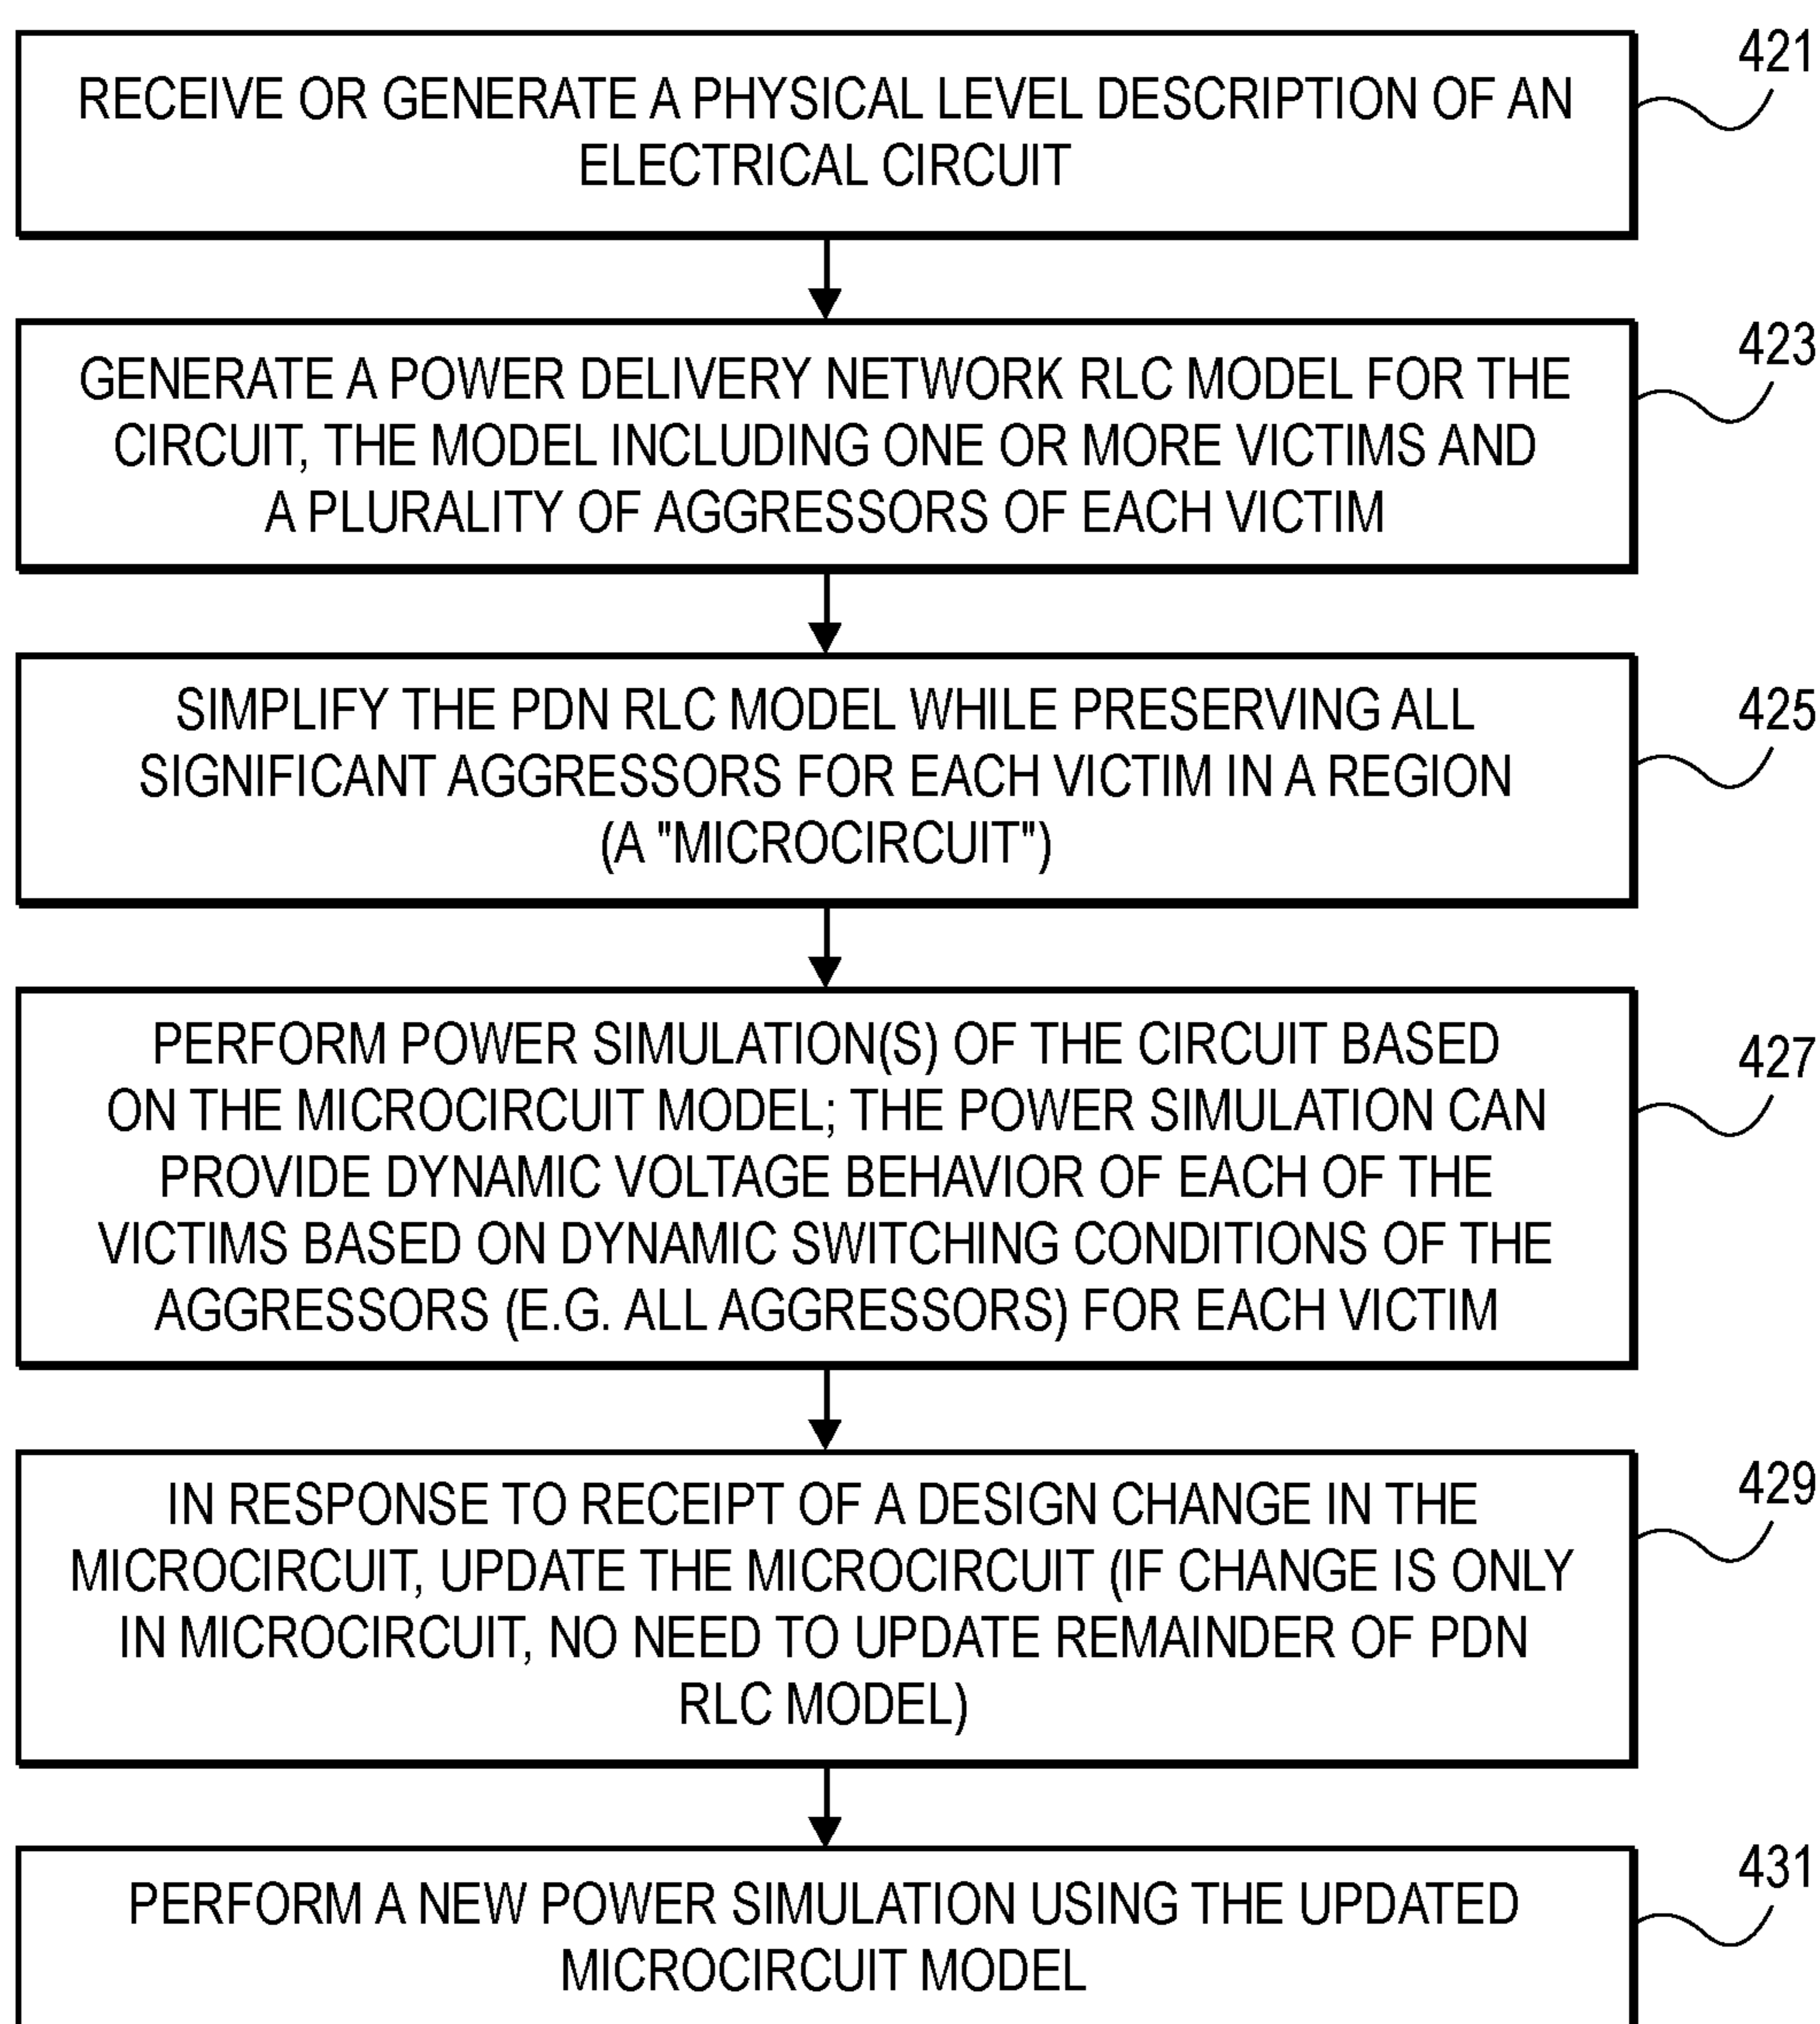 421
RECEIVE OR GENERATE A PHYSICAL LEVEL DESCRIPTION OF AN
ELECTRICAL CIRCUIT
423
GENERATE A POWER DELIVERY NETWORK RLC MODEL FOR THE
CIRCUIT, THE MODEL INCLUDING ONE OR MORE VICTIMS AND
A PLURALITY OF AGGRESSORS OF EACH VICTIM
425
SIMPLIFY THE PDN RLC MODEL WHILE PRESERVING ALL
SIGNIFICANT AGGRESSORS FOR EACH VICTIM IN A REGION
(A "MICROCIRCUIT")
427
PERFORM POWER SIMULATION(S) OF THE CIRCUIT BASED
ON THE MICROCIRCUIT MODEL; THE POWER SIMULATION CAN
PROVIDE DYNAMIC VOLTAGE BEHAVIOR OF EACH OF THE
VICTIMS BASED ON DYNAMIC SWITCHING CONDITIONS OF THE
AGGRESSORS (E.G. ALL AGGRESSORS) FOR EACH VICTIM
429
IN RESPONSE TO RECEIPT OF A DESIGN CHANGE IN THE
MICROCIRCUIT, UPDATE THE MICROCIRCUIT (IF CHANGE IS ONLY
IN MICROCIRCUIT, NO NEED TO UPDATE REMAINDER OF PDN
RLC MODEL)
431
PERFORM A NEW POWER SIMULATION USING THE UPDATED
MICROCIRCUIT MODEL